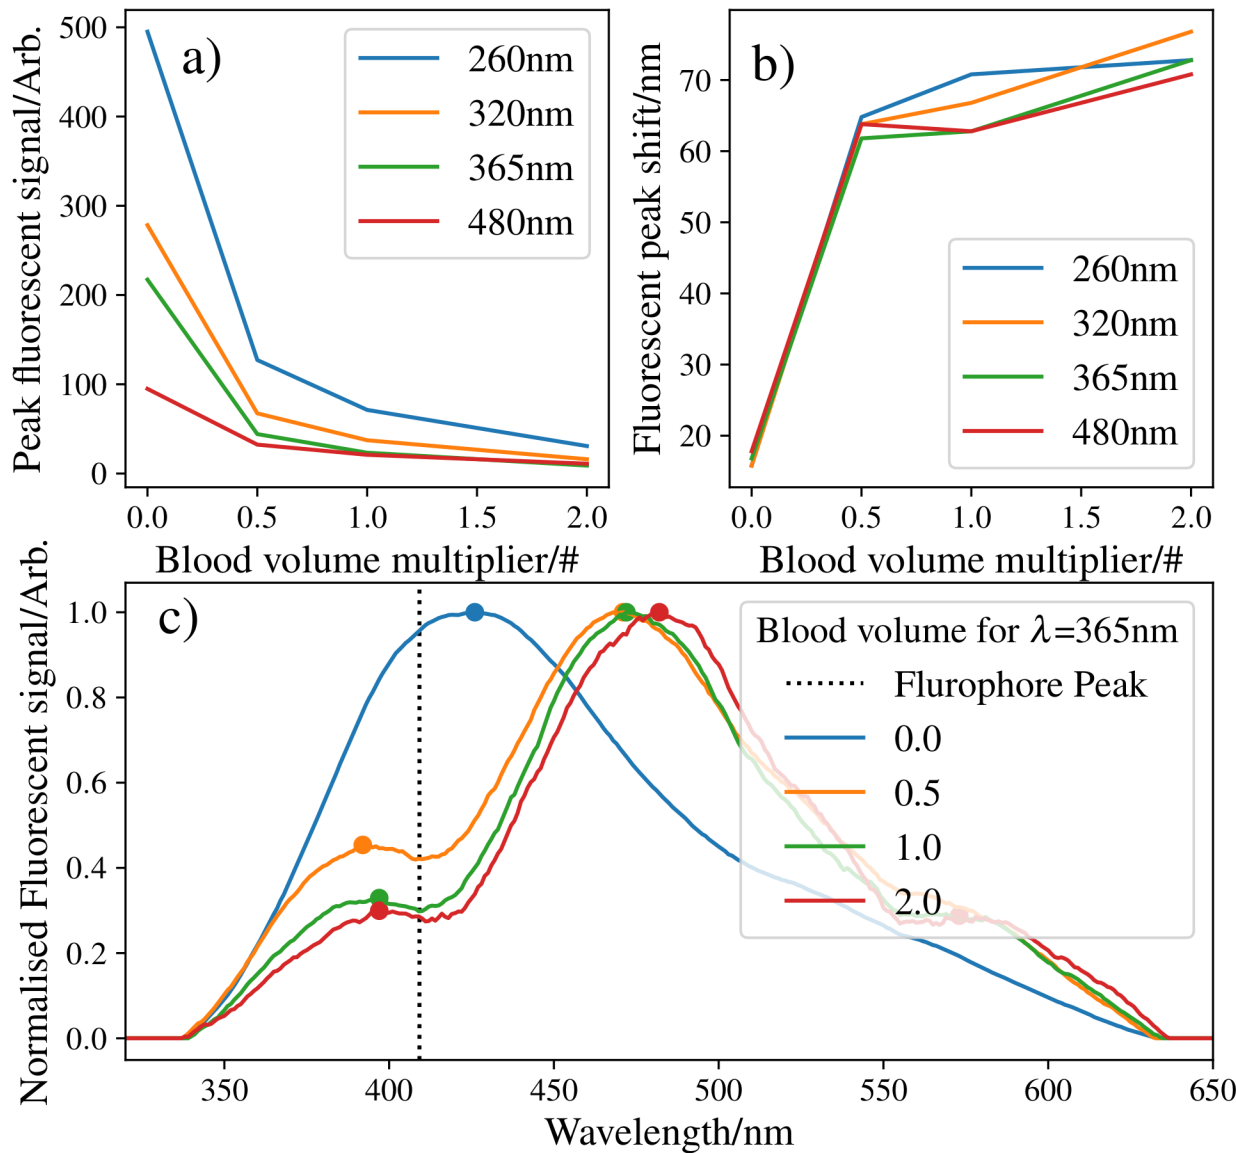 a)
Peak fluorescent signal/Arb.
500
400
300
200
100
0
0.0 0.5 1.0 1.5 2.0
Blood volume multiplier/#
260nm
320nm
365nm
480nm
b)
Fluorescent peak shift/nm
70
60
50
40
30
20
0.0 0.5 1.0 1.5 2.0
Blood volume multiplier/#
260nm
320nm
365nm
480nm
c)
Normalised Fluorescent signal/Arb.
1.0
0.8
0.6
0.4
0.2
0.0
350 400 450 500 550 600 650
Wavelength/nm
Blood volume for λ=365nm
Flurophore Peak
0.0
0.5
1.0
2.0